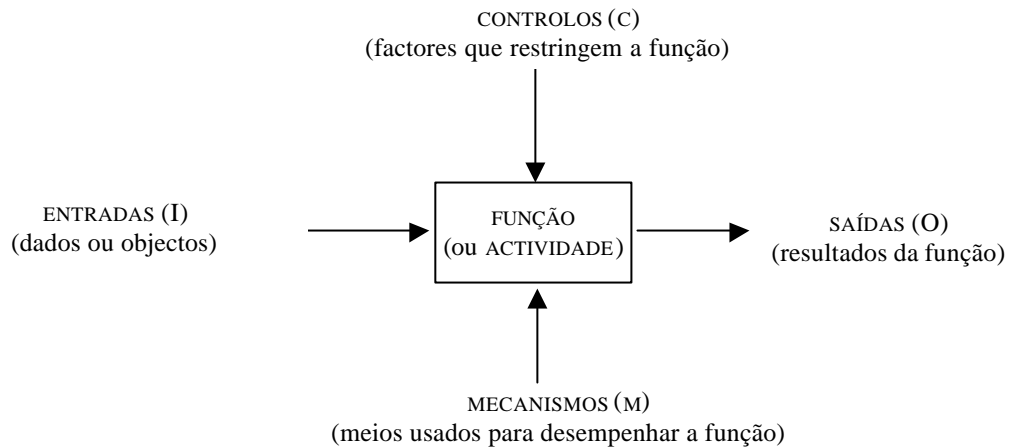 CONTROLOS (C)
(factores que restringem a função)
ENTRADAS (I)
(dados ou objectos)
FUNÇÃO
(ou ACTIVIDADE)
SAÍDAS (O)
(resultados da função)
MECANISMOS (M)
(meios usados para desempenhar a função)